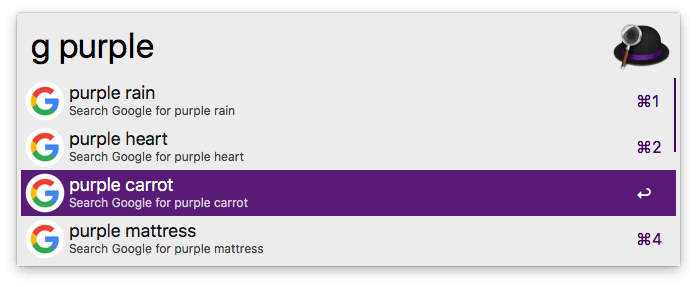 g purple
purple rain
Search Google for purple rain
⌘1
purple heart
Search Google for purple heart
⌘2
purple carrot
Search Google for purple carrot
↩
purple mattress
Search Google for purple mattress
⌘4